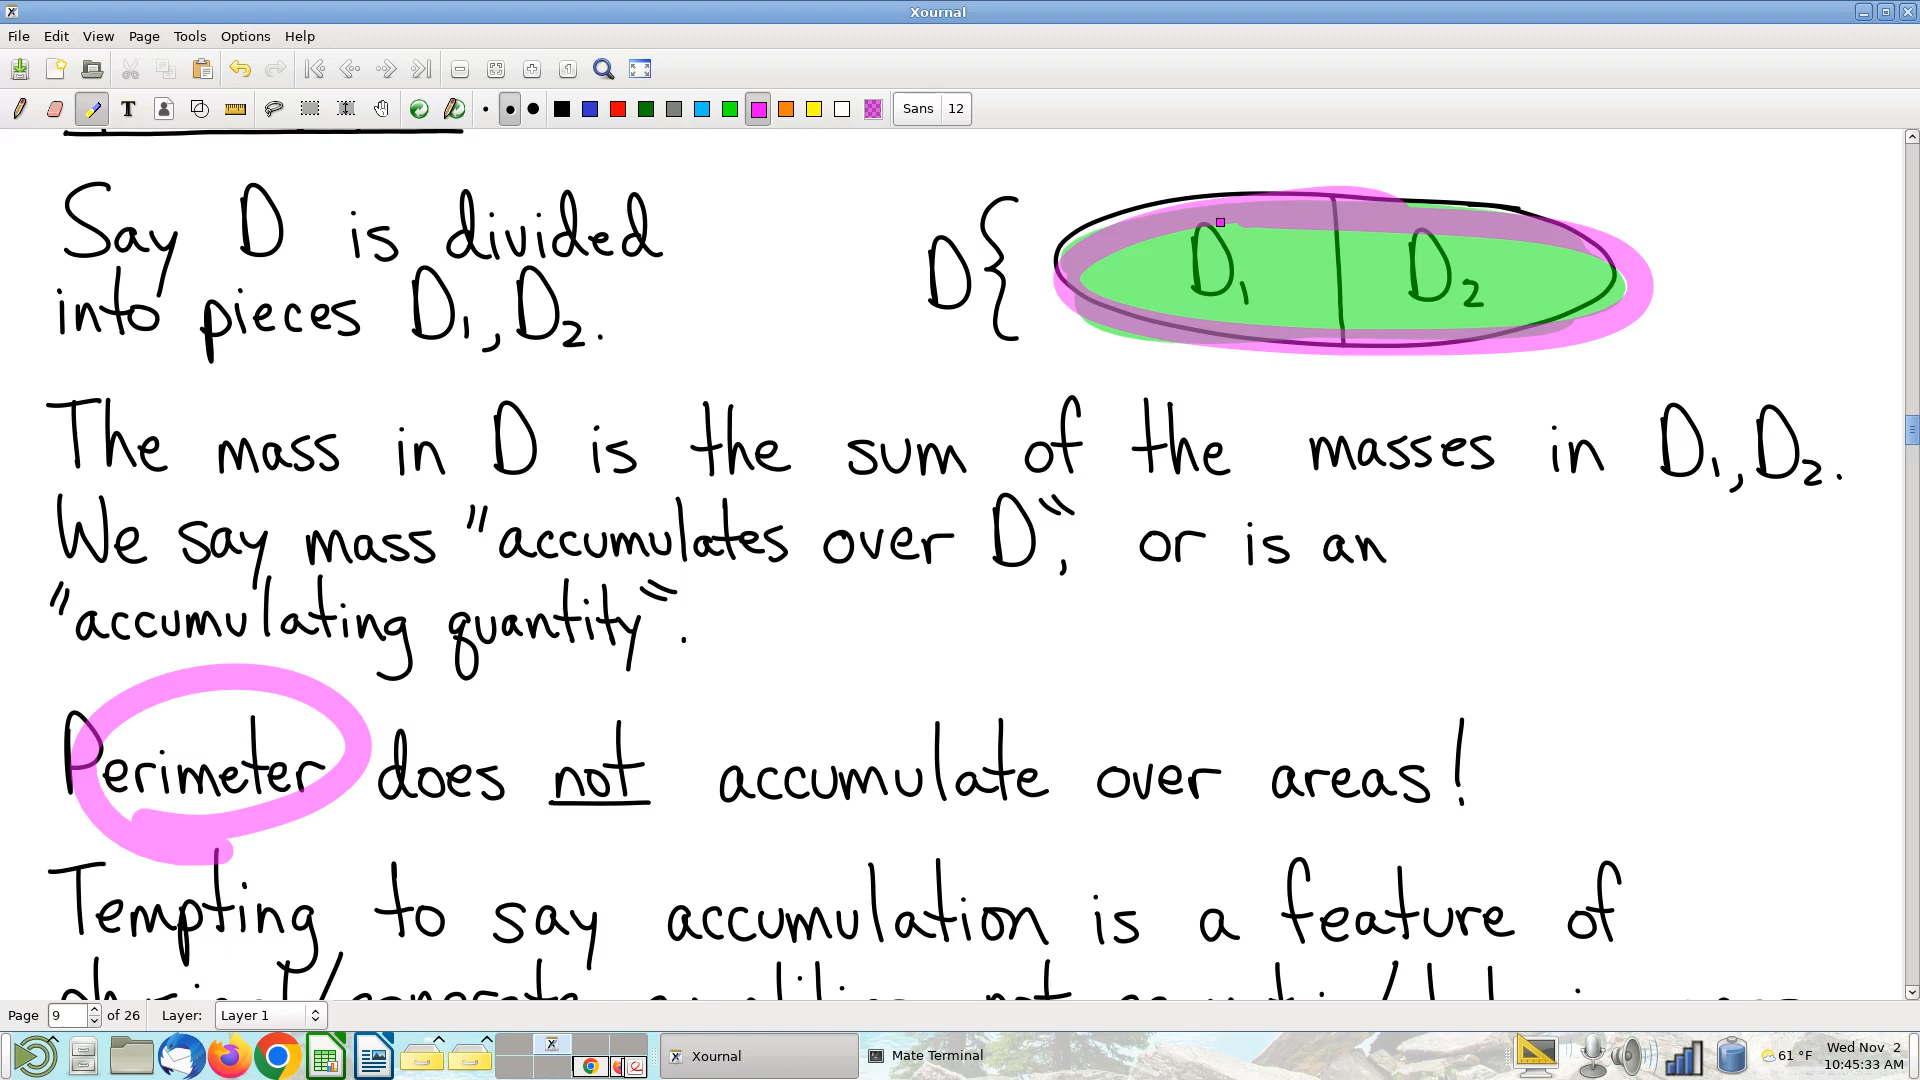 Xournal
File Edit View Page Tools Options Help
Sans 12
Say D is divided
into pieces D1, D2.
D{ D1 D2
The mass in D is the sum of the masses in D1, D2.
We say mass "accumulates over D", or is an
"accumulating quantity".
Perimeter does not accumulate over areas!
Tempting to say accumulation is a feature of
Page 9 of 26 Layer: Layer 1
Xournal
Mate Terminal
61 °F
Wed Nov 2
10:45:33 AM